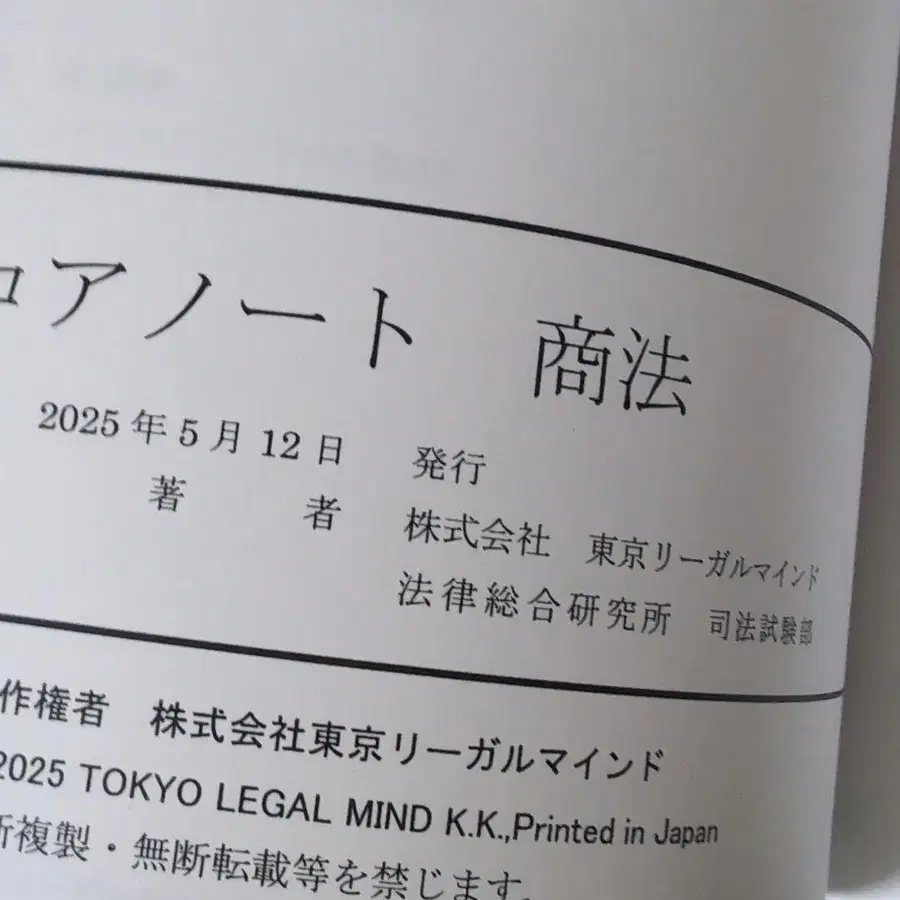 コアノート 商法
2025年5月12日 発行
著 者 株式会社 東京リーガルマインド
法律総合研究所 司法試験部
作権者 株式会社東京リーガルマインド
2025 TOKYO LEGAL MIND K.K.,Printed in Japan
断複製・無断転載等を禁じます。